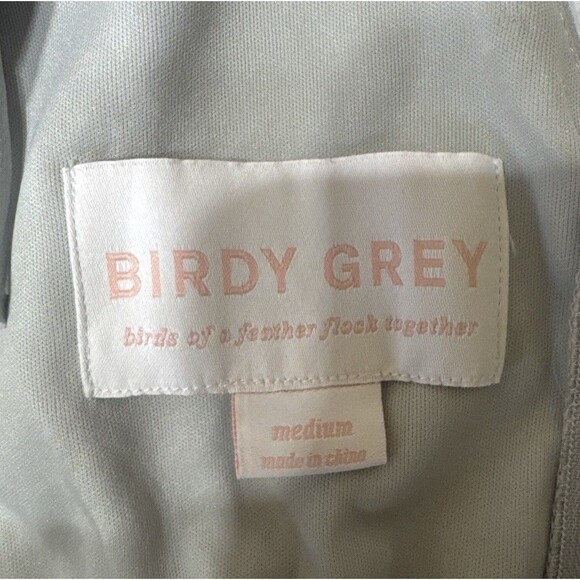 BIRDY GREY
birds of a feather flock together
medium
made in china